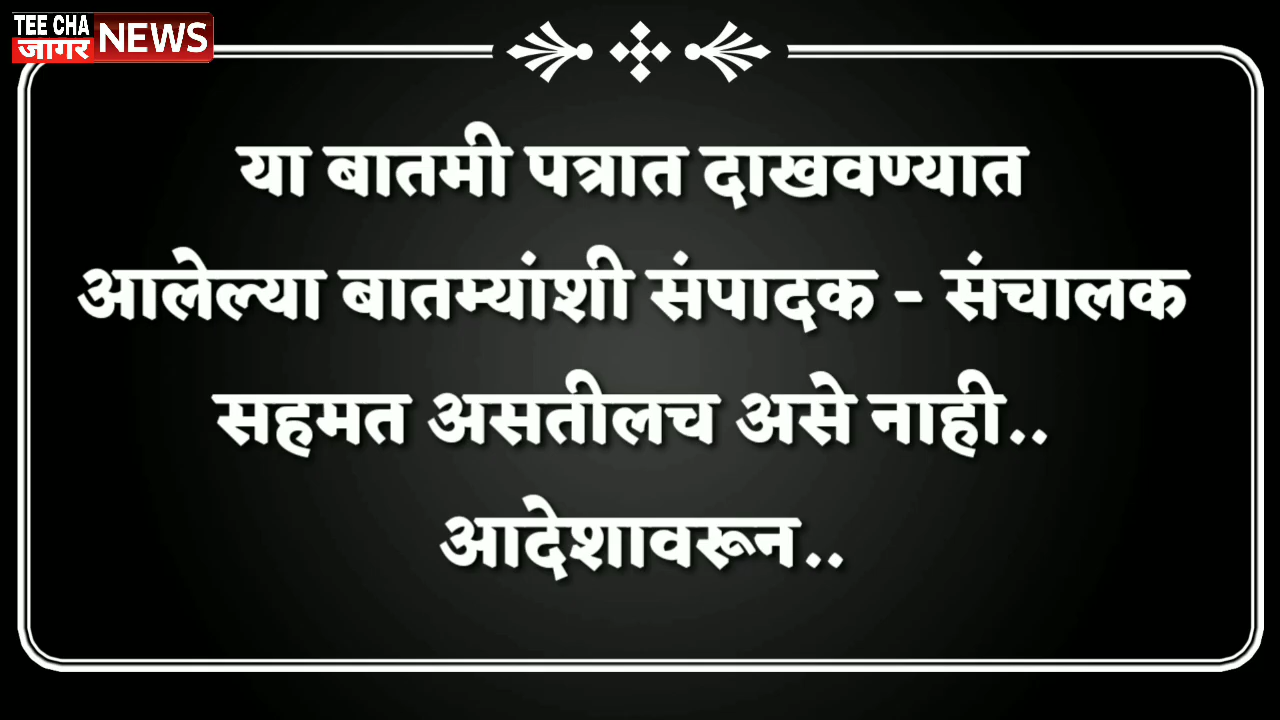 TEE CHA
जागर NEWS
या बातमी पत्रात दाखवण्यात
आलेल्या बातम्यांशी संपादक - संचालक
सहमत असतीलच असे नाही..
आदेशावरून..